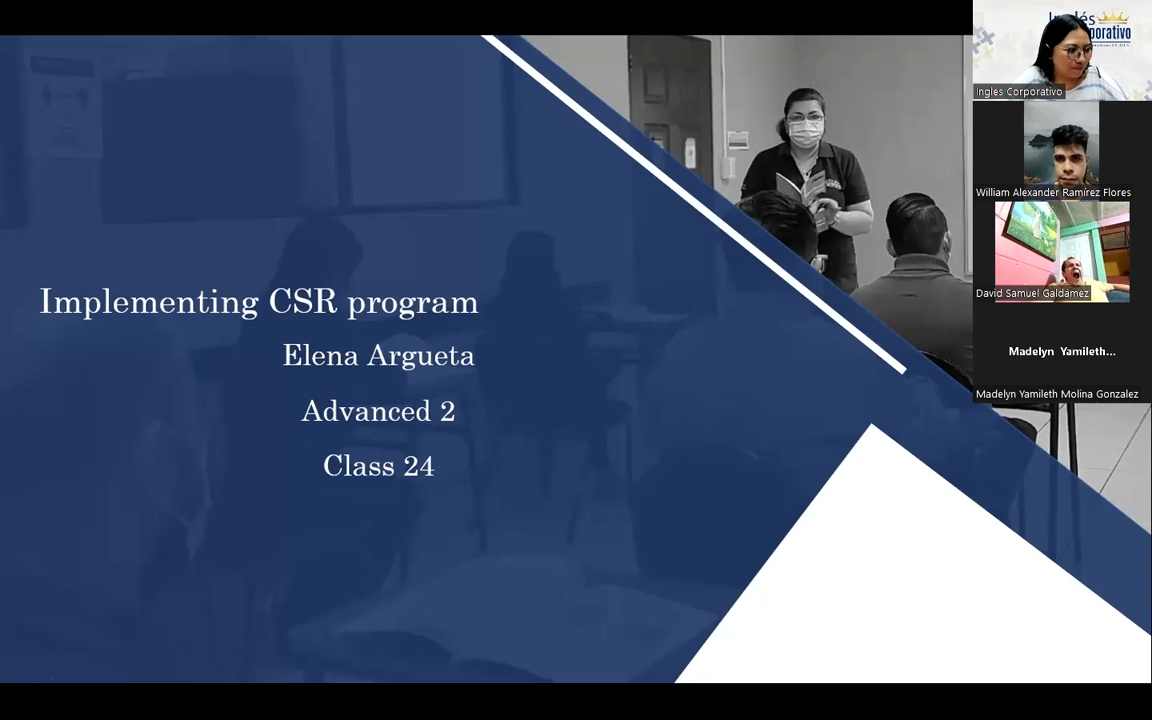 Implementing CSR program
Elena Argueta
Advanced 2
Class 24
Ingles Corporativo
William Alexander Ramírez Flores
David Samuel Galdámez
Madelyn Yamileth...
Madelyn Yamileth Molina Gonzalez